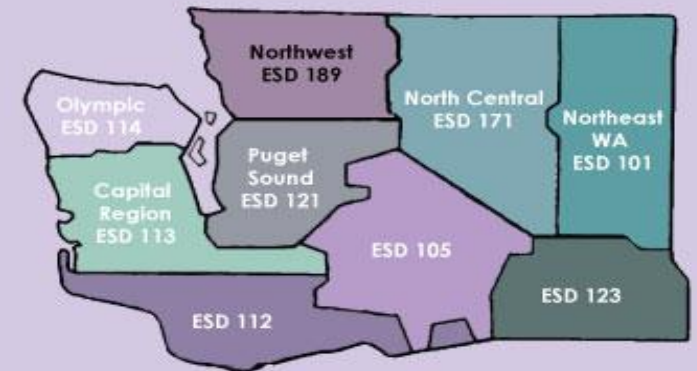 Northwest
ESD 189
Olympic
ESD 114
North Central
ESD 171
Northeast
WA
ESD 101
Puget
Sound
ESD 121
Capital
Region
ESD 113
ESD 105
ESD 123
ESD 112